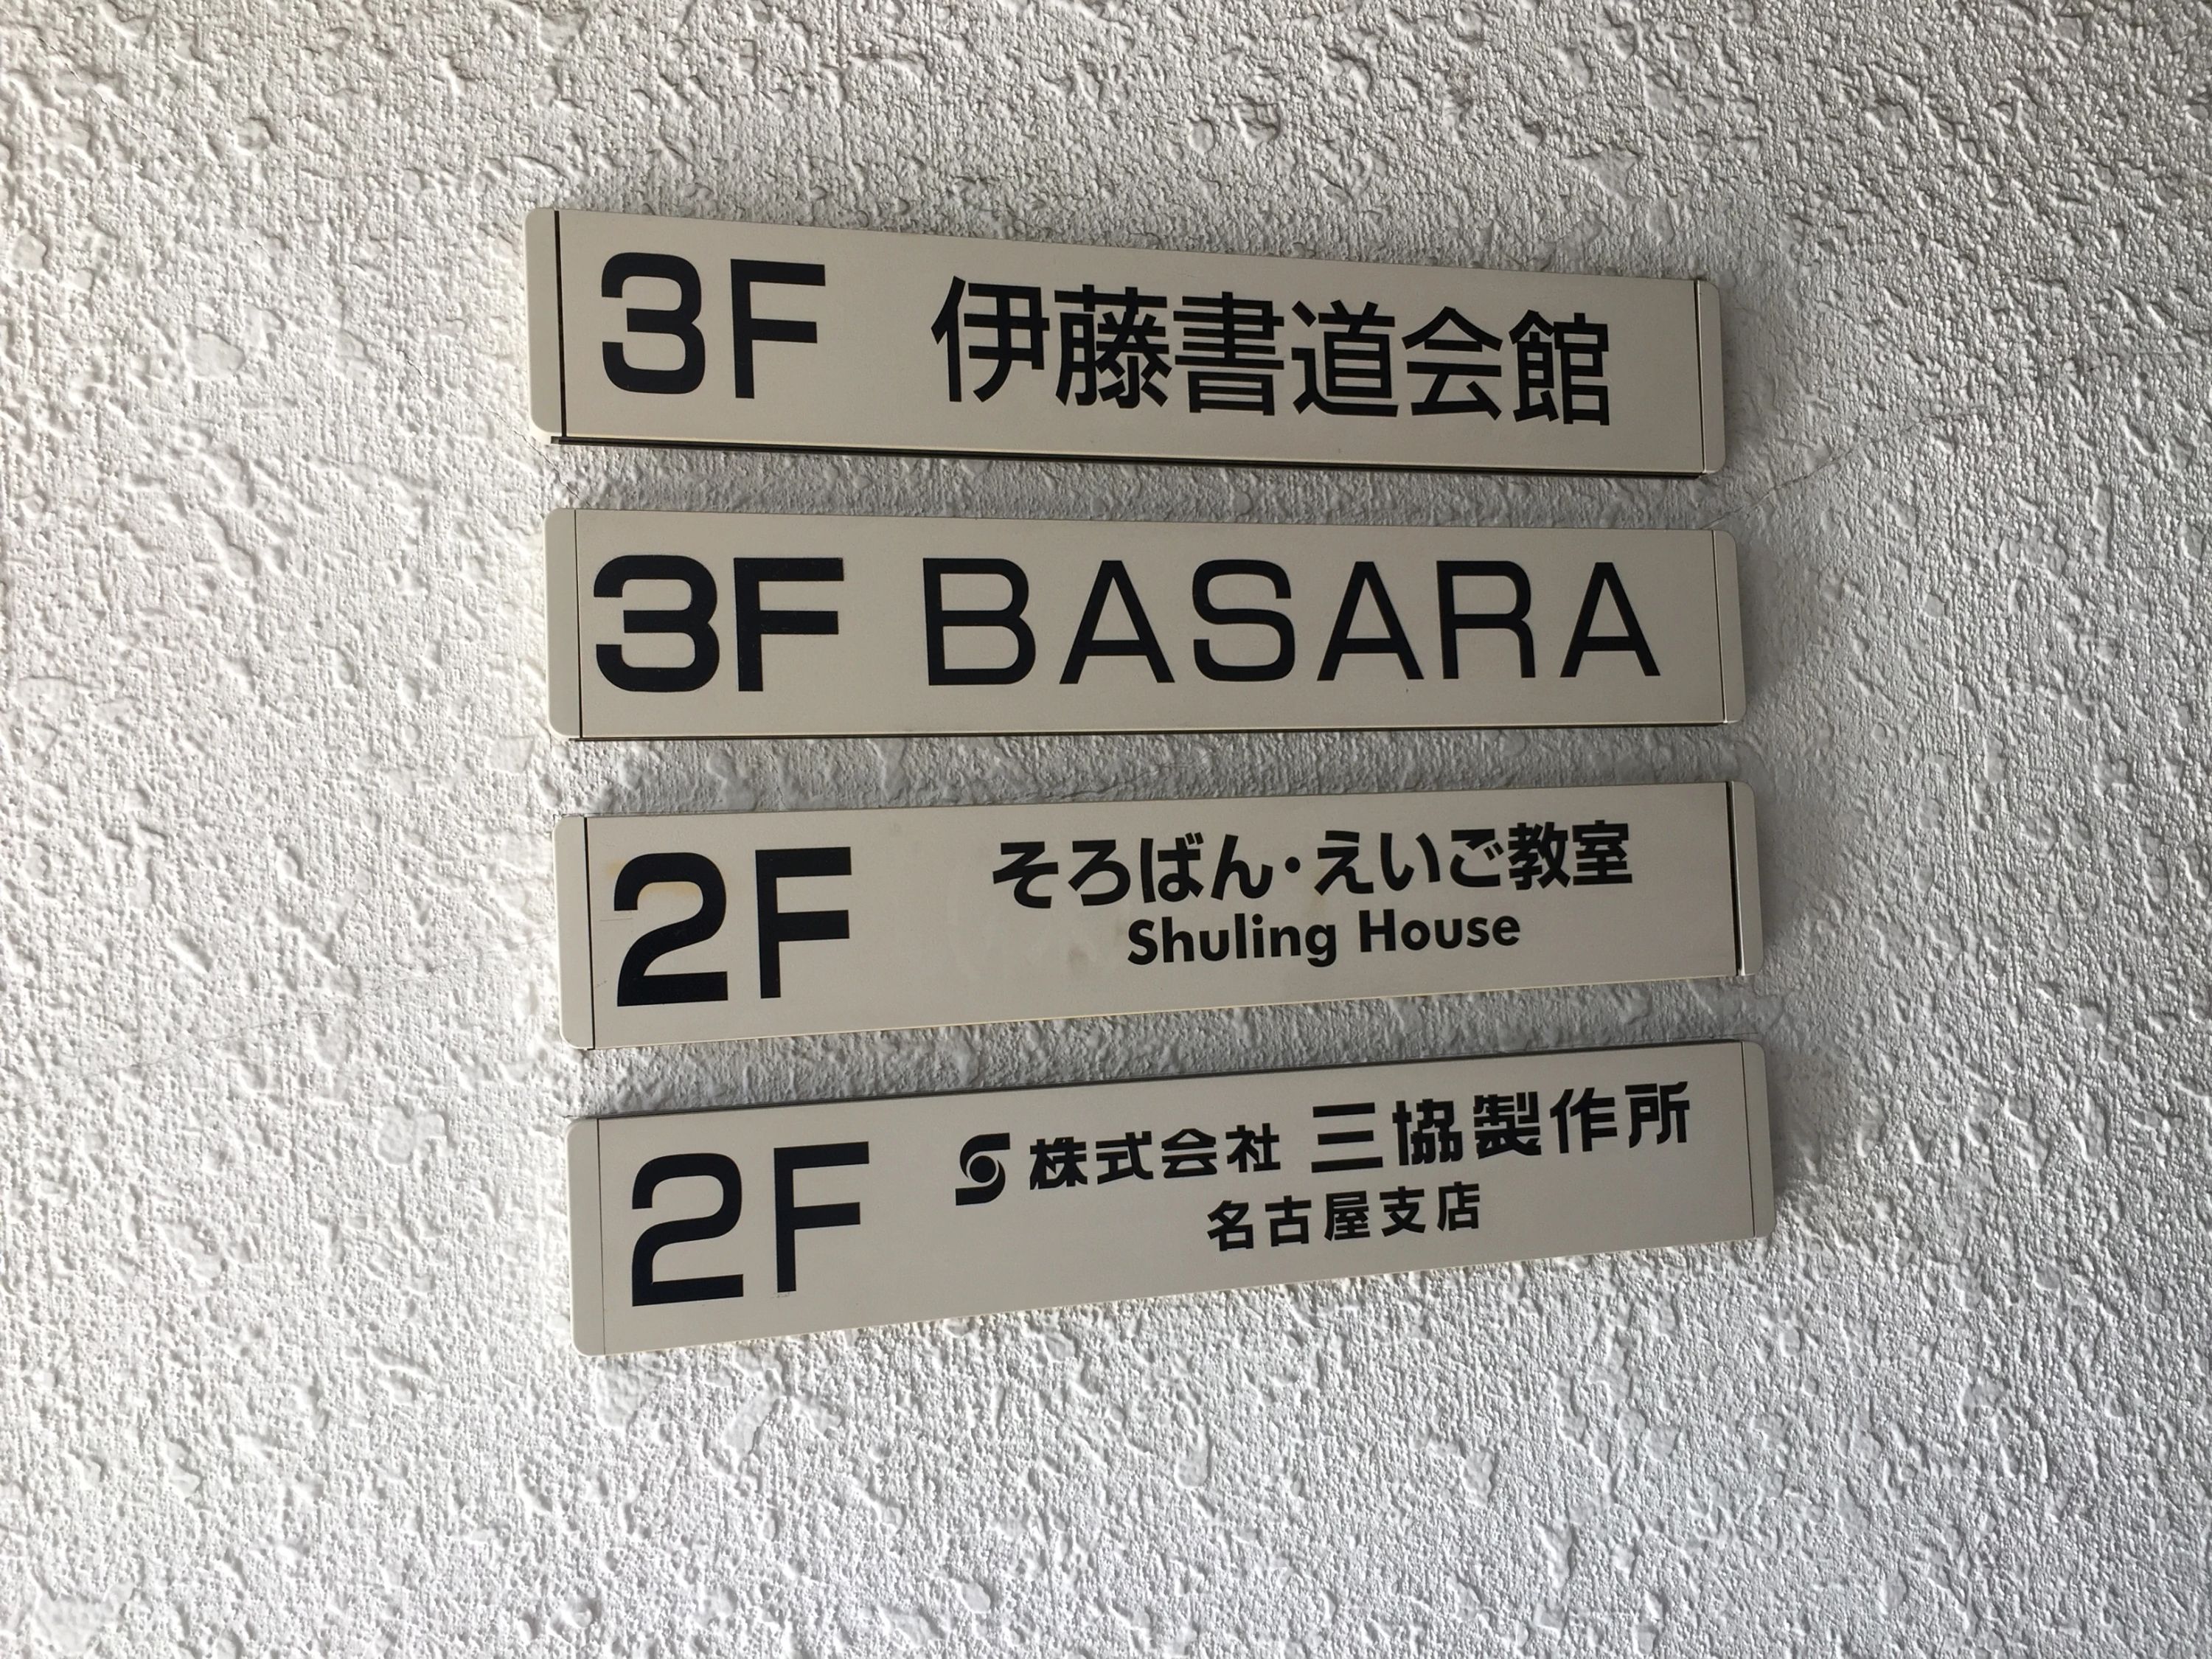 3F 伊藤書道会館
3F BASARA
2F そろばん・えいご教室
Shuling House
2F 株式会社 三協製作所
名古屋支店